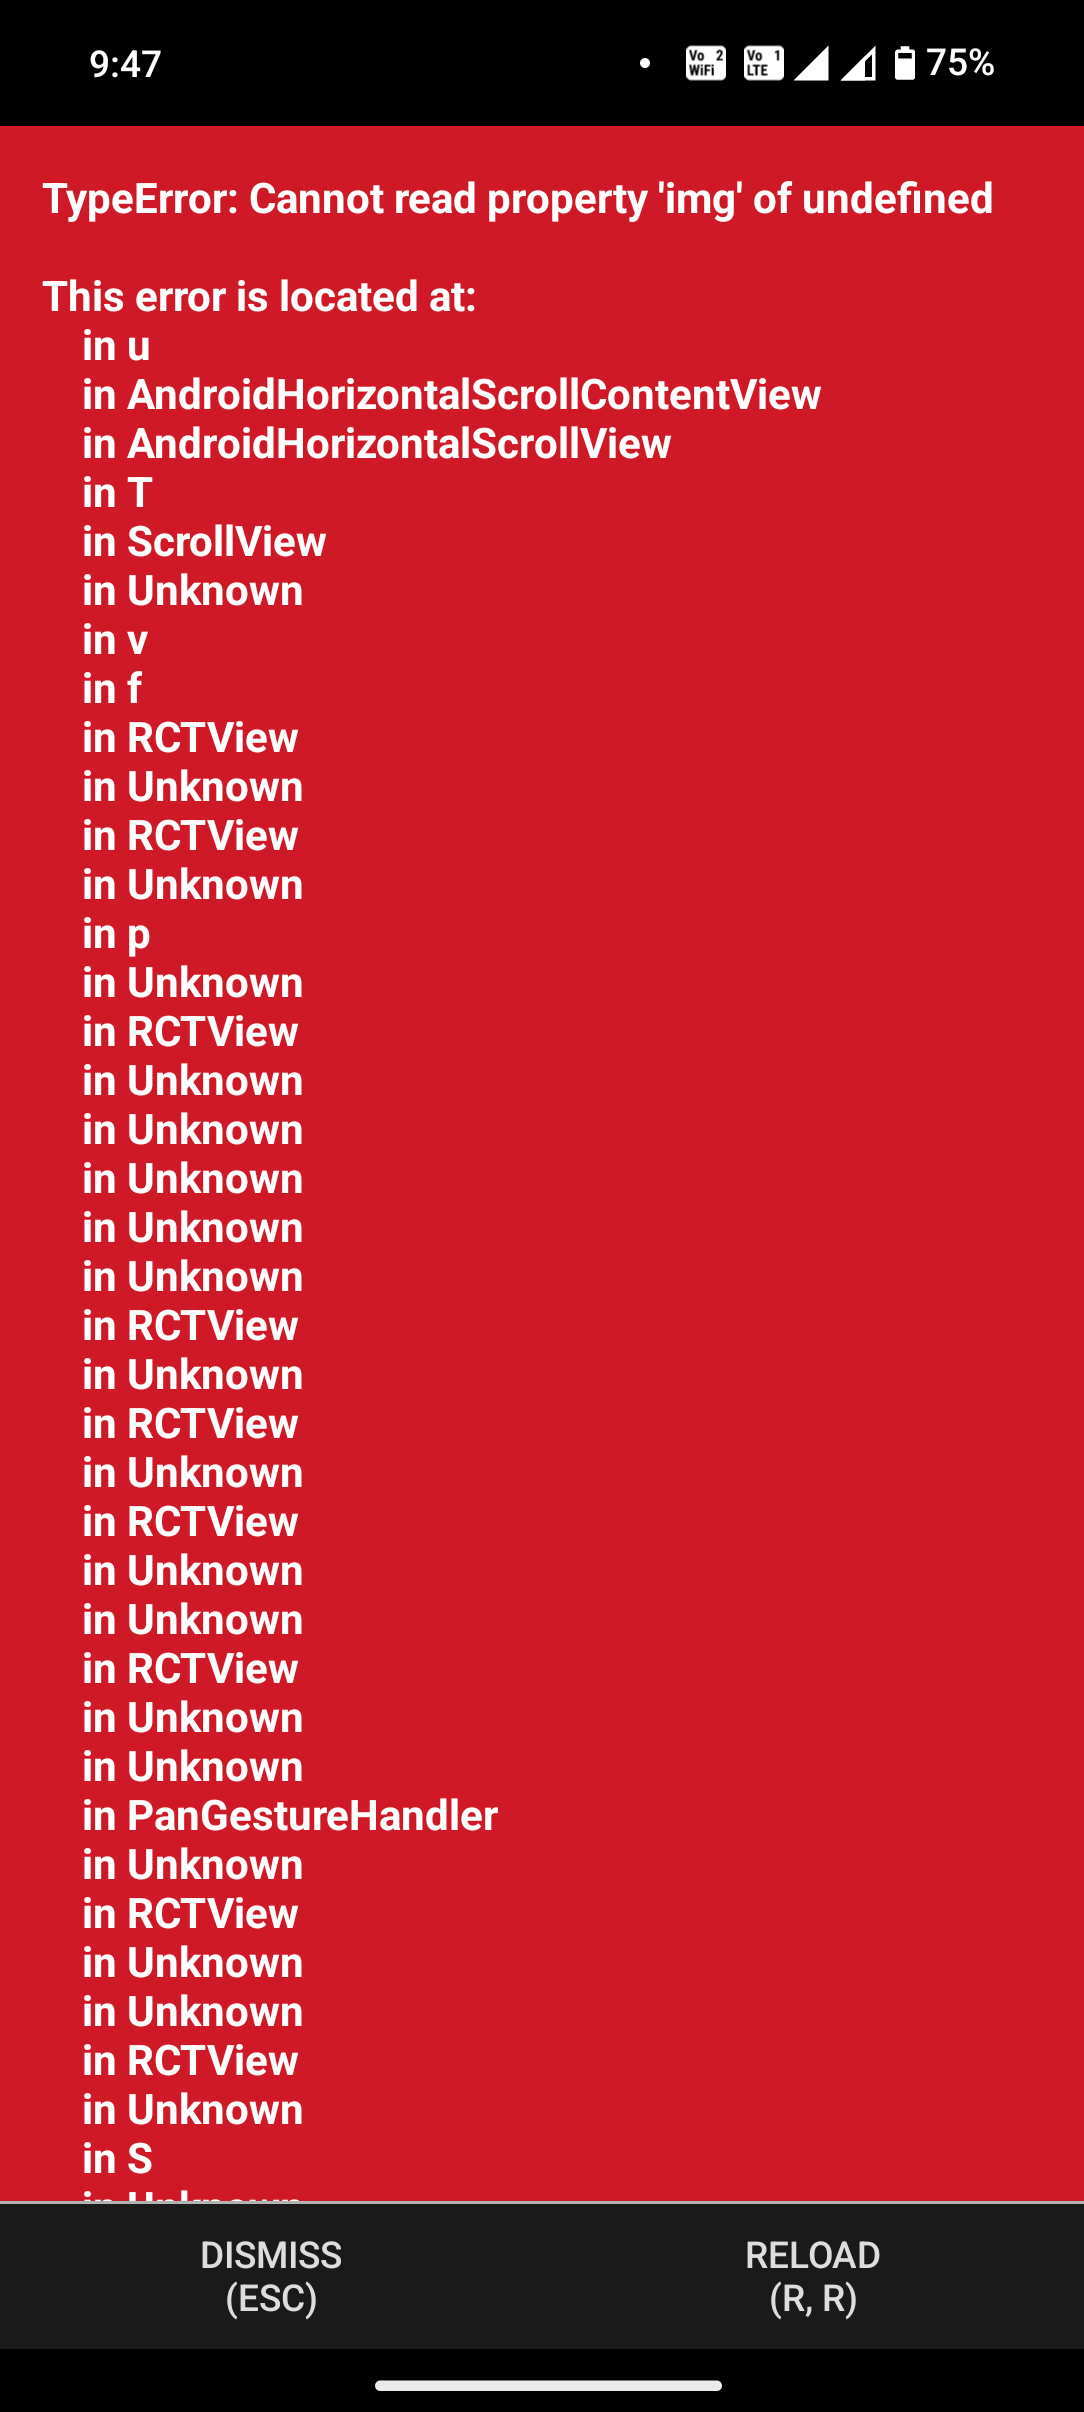 9:47
Vo 2
WiFi
Vo 1
LTE
75%
TypeError: Cannot read property 'img' of undefined
This error is located at:
in u
in AndroidHorizontalScrollContentView
in AndroidHorizontalScrollView
in T
in ScrollView
in Unknown
in v
in f
in RCTView
in Unknown
in RCTView
in Unknown
in p
in Unknown
in RCTView
in Unknown
in Unknown
in Unknown
in Unknown
in Unknown
in RCTView
in Unknown
in RCTView
in Unknown
in RCTView
in Unknown
in Unknown
in RCTView
in Unknown
in Unknown
in PanGestureHandler
in Unknown
in RCTView
in Unknown
in Unknown
in RCTView
in Unknown
in S
in Unknown
DISMISS
(ESC)
RELOAD
(R, R)